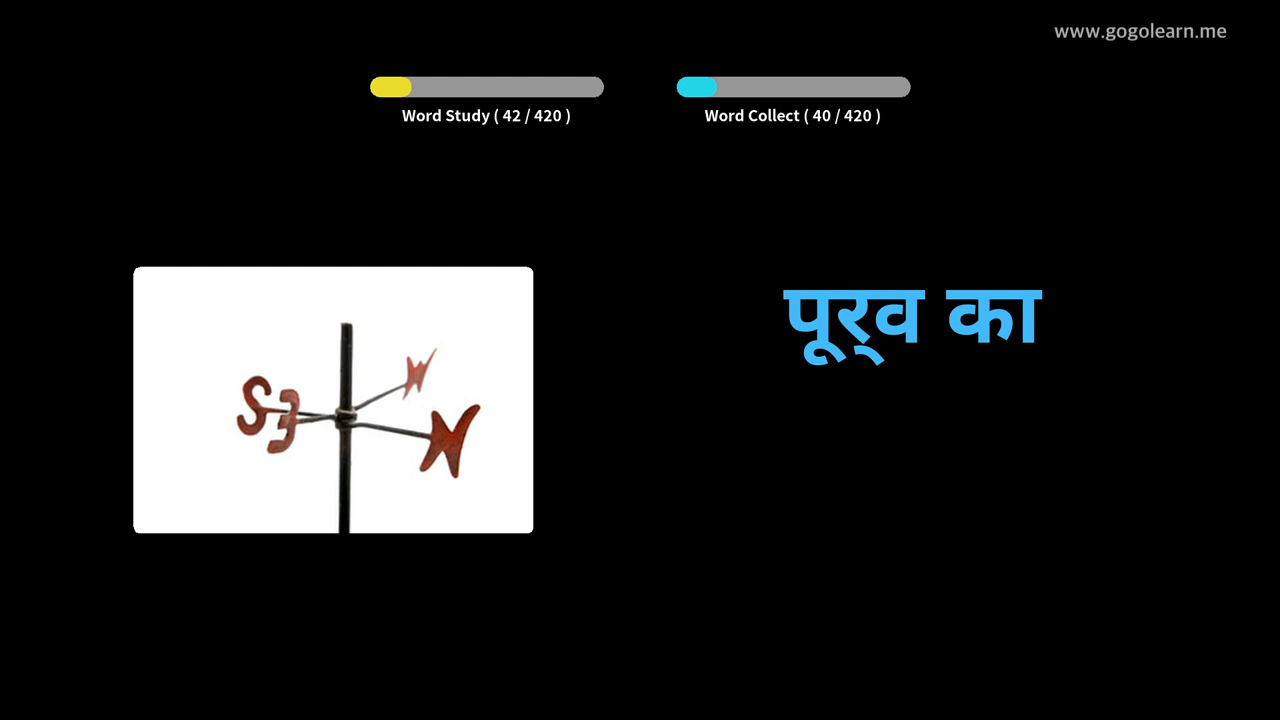 www.gogolearn.me
Word Study ( 42 / 420 )
Word Collect ( 40 / 420 )
पूर्‌व का
S E N N